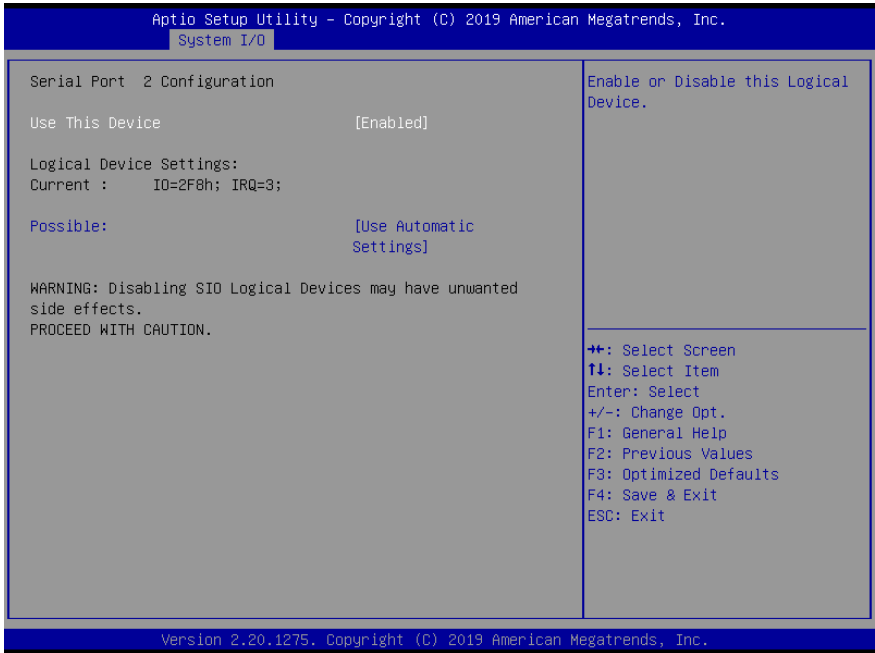 Aptio Setup Utility – Copyright (C) 2019 American Megatrends, Inc.
System I/O
Serial Port  2 Configuration
Use This Device [Enabled]
Logical Device Settings:
Current :  IO=2F8h; IRQ=3;
Possible: [Use Automatic
Settings]
WARNING: Disabling SIO Logical Devices may have unwanted
side effects.
PROCEED WITH CAUTION.
Enable or Disable this Logical
Device.
→←: Select Screen
↑↓: Select Item
Enter: Select
+/-: Change Opt.
F1: General Help
F2: Previous Values
F3: Optimized Defaults
F4: Save & Exit
ESC: Exit
Version 2.20.1275. Copyright (C) 2019 American Megatrends, Inc.